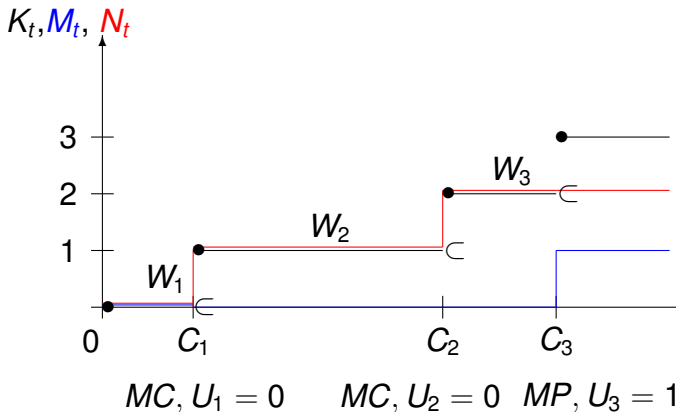 K_t, M_t, N_t
3
2
1
W_1
W_2
W_3
0
C_1
C_2
C_3
MC, U_1 = 0
MC, U_2 = 0
MP, U_3 = 1